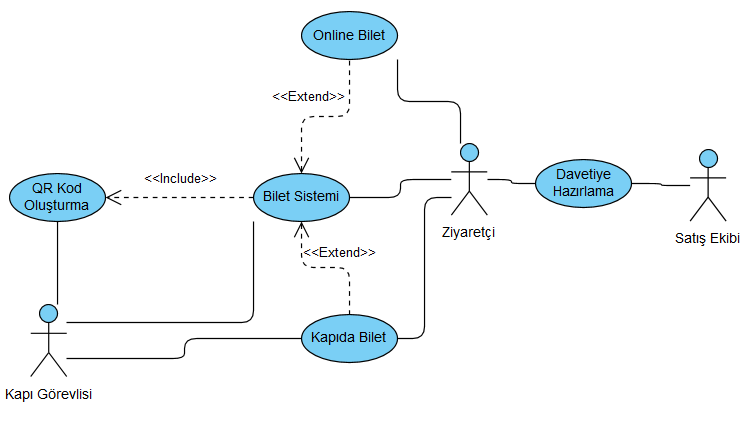 Online Bilet
<<Extend>>
<<Include>>
QR Kod
Oluşturma
Bilet Sistemi
Davetiye
Hazırlama
Ziyaretçi
Satış Ekibi
<<Extend>>
Kapıda Bilet
Kapı Görevlisi